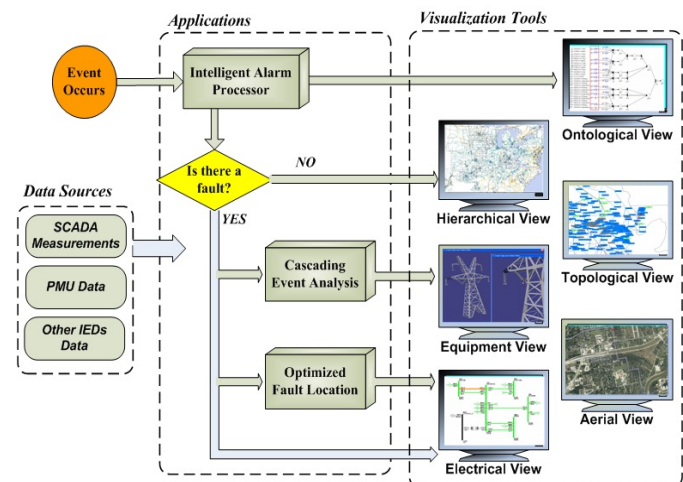 Applications
Visualization Tools
Event
Occurs
Intelligent Alarm
Processor
Ontological View
Is there a
fault?
NO
YES
Hierarchical View
Data Sources
SCADA
Measurements
PMU Data
Other IEDs
Data
Cascading
Event Analysis
Topological View
Equipment View
Optimized
Fault Location
Aerial View
Electrical View